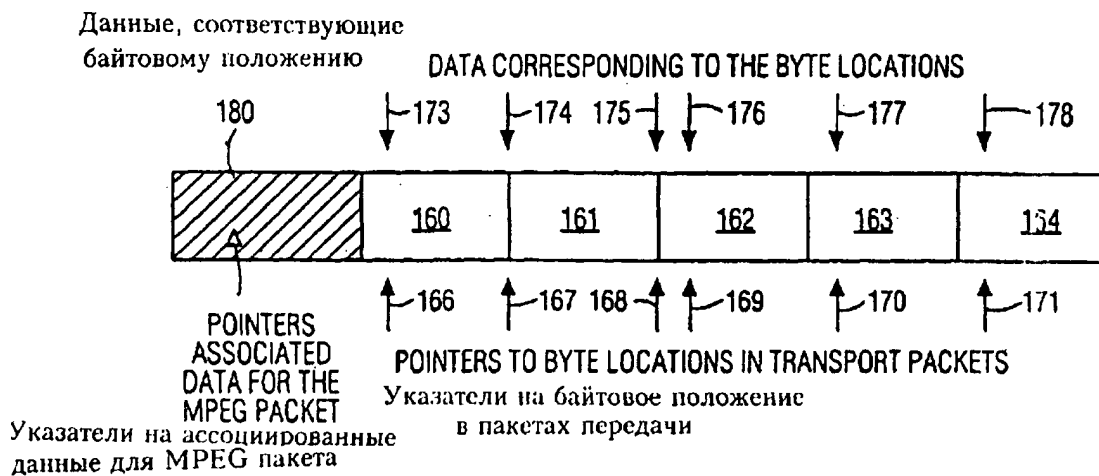 Данные, соответствующие
байтовому положению
DATA CORRESPONDING TO THE BYTE LOCATIONS
180 173 174 175 176 177 178
160 161 162 163 164
166 167 168 169 170 171
POINTERS
ASSOCIATED
DATA FOR THE
MPEG PACKET
POINTERS TO BYTE LOCATIONS IN TRANSPORT PACKETS
Указатели на байтовое положение
в пакетах передачи
Указатели на ассоциированные
данные для MPEG пакета